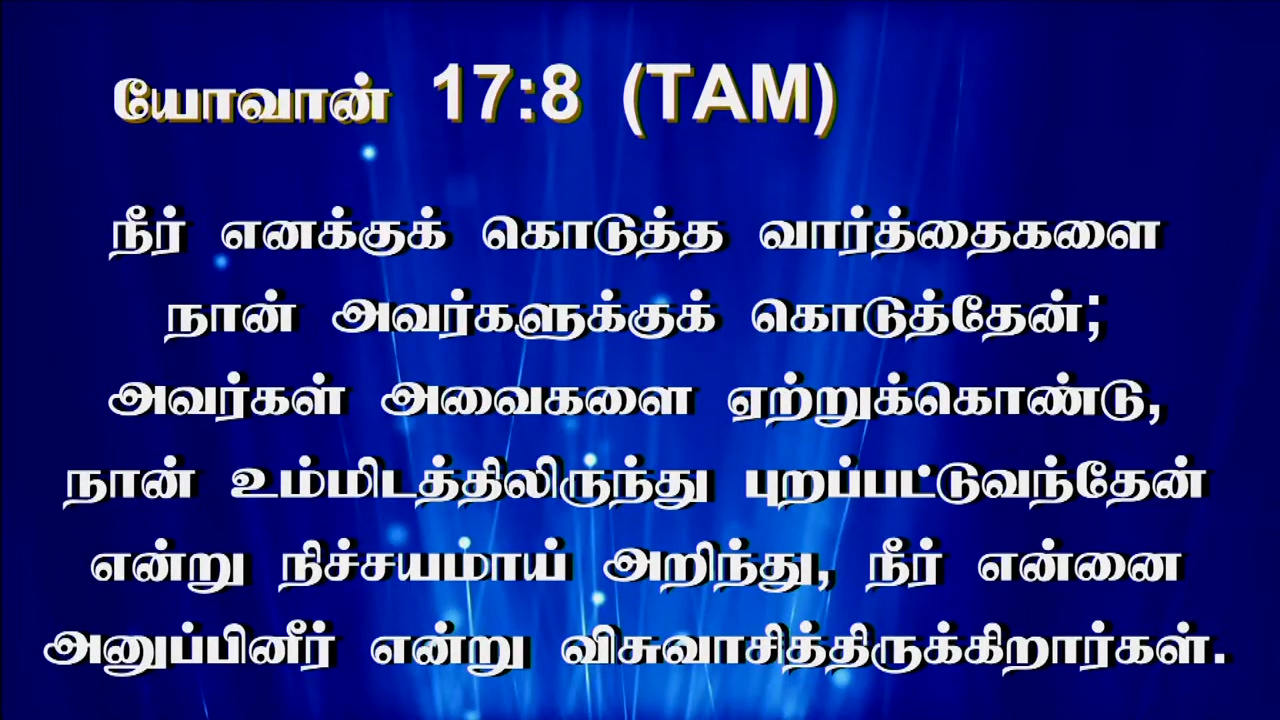 யோவான் 17:8 (TAM)
நீர் எனக்குக் கொடுத்த வார்த்தைகளை
நான் அவர்களுக்குக் கொடுத்தேன்;
அவர்கள் அவைகளை ஏற்றுக்கொண்டு,
நான் உம்மிடத்திலிருந்து புறப்பட்டுவந்தேன்
என்று நிச்சயமாய் அறிந்து, நீர் என்னை
அனுப்பினீர் என்று விசுவாசித்திருக்கிறார்கள்.